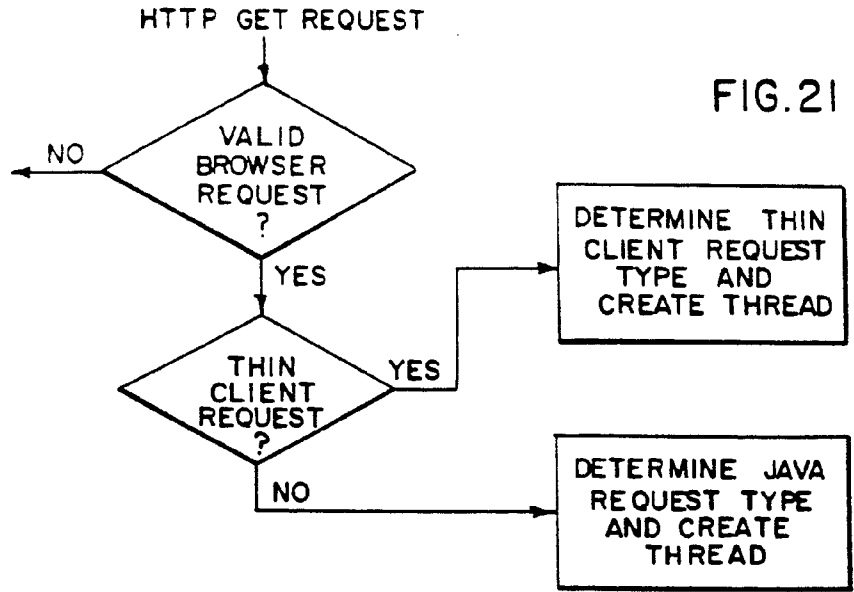 HTTP GET REQUEST
FIG.21
VALID
BROWSER
REQUEST
?
NO
YES
DETERMINE THIN
CLIENT REQUEST
TYPE AND
CREATE THREAD
THIN
CLIENT
REQUEST
?
YES
NO
DETERMINE JAVA
REQUEST TYPE
AND CREATE
THREAD